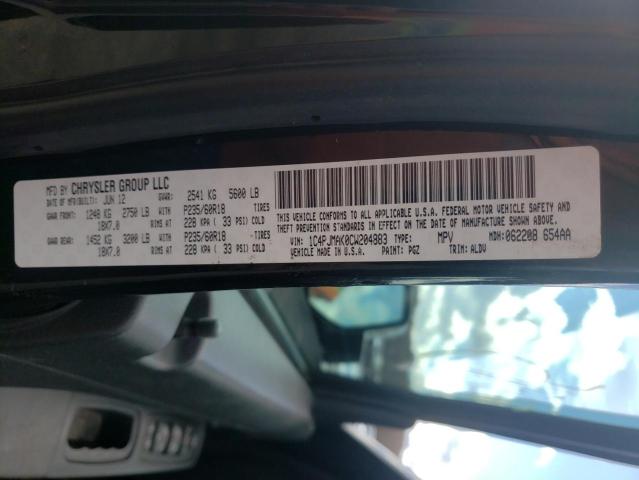 MFD BY CHRYSLER GROUP LLC
DATE OF MFR(BUILT): JUN 12 GVWR: 2541 KG 5600 LB
GAWR FRONT: 1248 KG 2750 LB P235/60R18 -TIRES
18X7.0 RIMS AT 228 KPA ( 33 PSI) COLD
GAWR REAR: 1452 KG 3200 LB P235/60R18 -TIRES
18X7.0 RIMS AT 228 KPA ( 33 PSI) COLD
THIS VEHICLE CONFORMS TO ALL APPLICABLE U.S.A. FEDERAL MOTOR VEHICLE SAFETY AND
THEFT PREVENTION STANDARDS IN EFFECT ON THE DATE OF MANUFACTURE SHOWN ABOVE.
VIN: 1C4PJMAK0CW204883 TYPE: MPV MDH: 062208 654AA
VEHICLE MADE IN U.S.A. PAINT: PGZ TRIM: ALDV